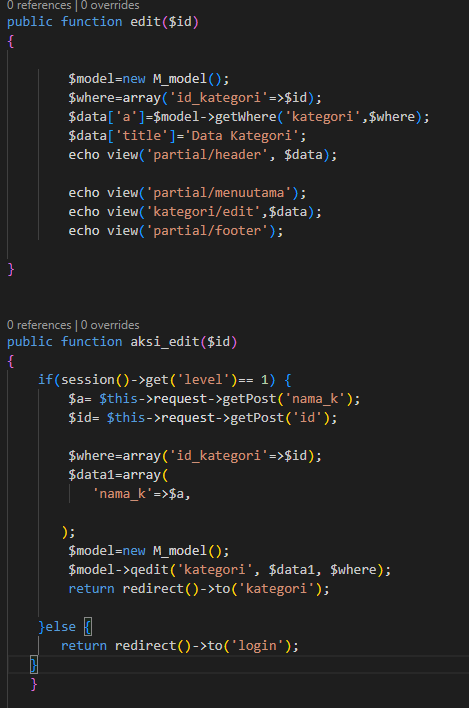 0 references | 0 overrides
public function edit($id)
{
$model=new M_model();
$where=array('id_kategori'=>$id);
$data['a']=$model->getWhere('kategori',$where);
$data['title']='Data Kategori';
echo view('partial/header', $data);
echo view('partial/menuutama');
echo view('kategori/edit',$data);
echo view('partial/footer');
}
0 references | 0 overrides
public function aksi_edit($id)
{
if(session()->get('level')== 1) {
$a= $this->request->getPost('nama_k');
$id= $this->request->getPost('id');
$where=array('id_kategori'=>$id);
$data1=array(
'nama_k'=>$a,
);
$model=new M_model();
$model->qedit('kategori', $data1, $where);
return redirect()->to('kategori');
}else {
return redirect()->to('login');
}
}